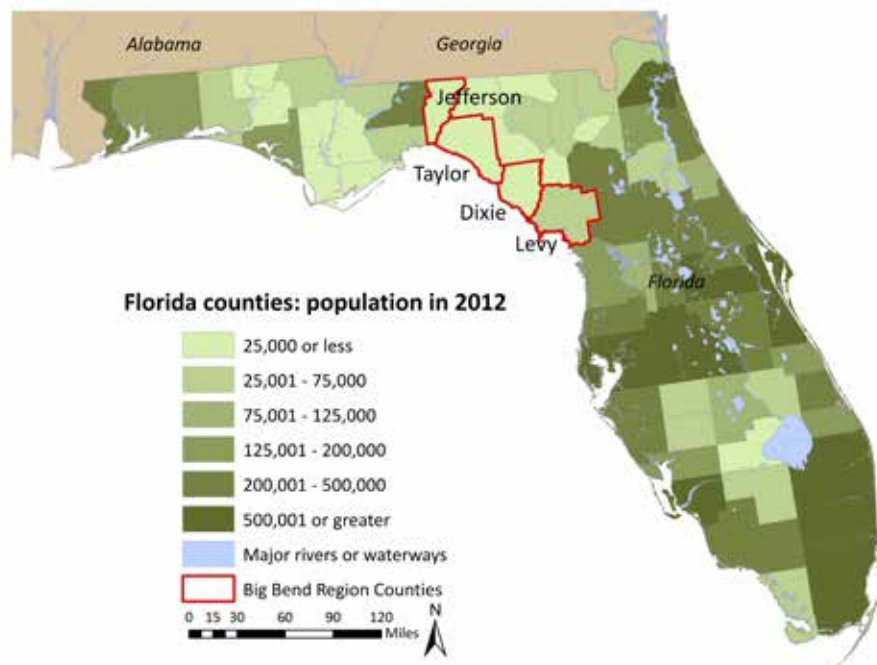 Alabama
Georgia
Jefferson
Taylor
Dixie
Levy
Florida
Florida counties: population in 2012
25,000 or less
25,001 - 75,000
75,001 - 125,000
125,001 - 200,000
200,001 - 500,000
500,001 or greater
Major rivers or waterways
Big Bend Region Counties
0 15 30 60 90 120
Miles
N